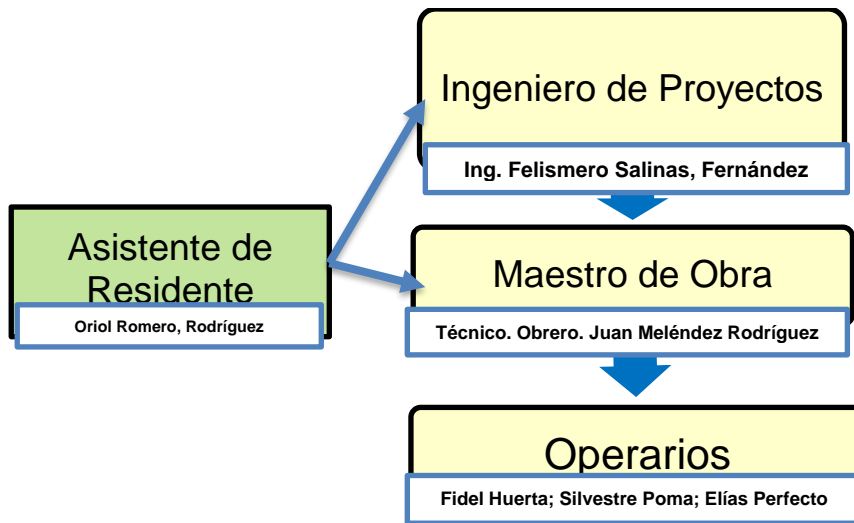 Ingeniero de Proyectos
Ing. Felismero Salinas, Fernández
Asistente de
Residente
Oriol Romero, Rodríguez
Maestro de Obra
Técnico. Obrero. Juan Meléndez Rodríguez
Operarios
Fidel Huerta; Silvestre Poma; Elías Perfecto